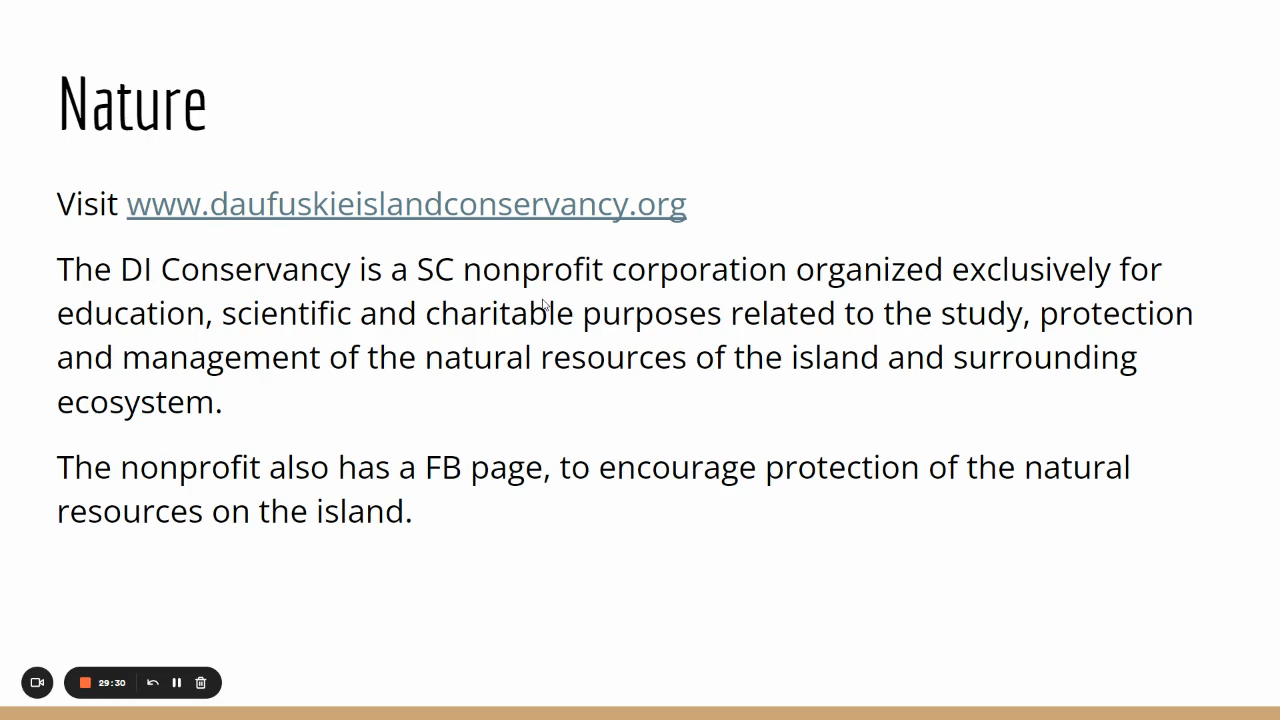 Nature
Visit www.daufuskieislandconservancy.org
The DI Conservancy is a SC nonprofit corporation organized exclusively for
education, scientific and charitable purposes related to the study, protection
and management of the natural resources of the island and surrounding
ecosystem.
The nonprofit also has a FB page, to encourage protection of the natural
resources on the island.
29:30